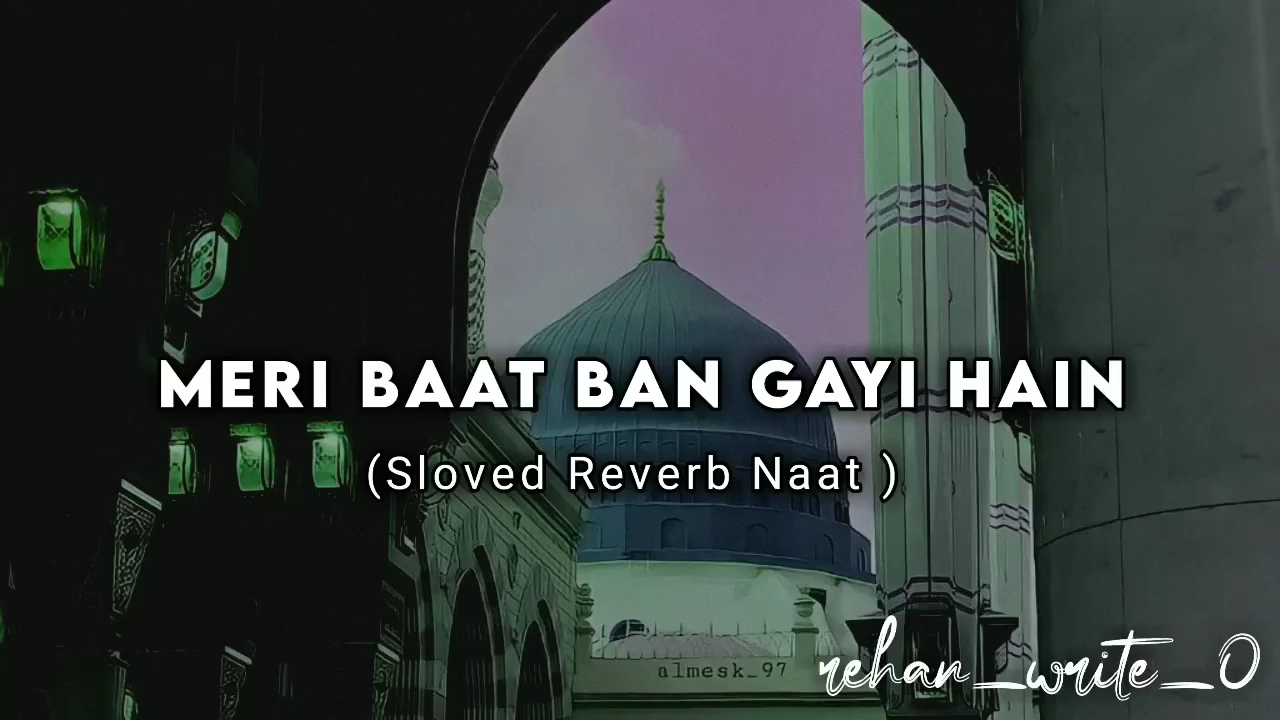 MERI BAAT BAN GAYI HAIN
(Sloved Reverb Naat )
almesk_97
rehan_write_0